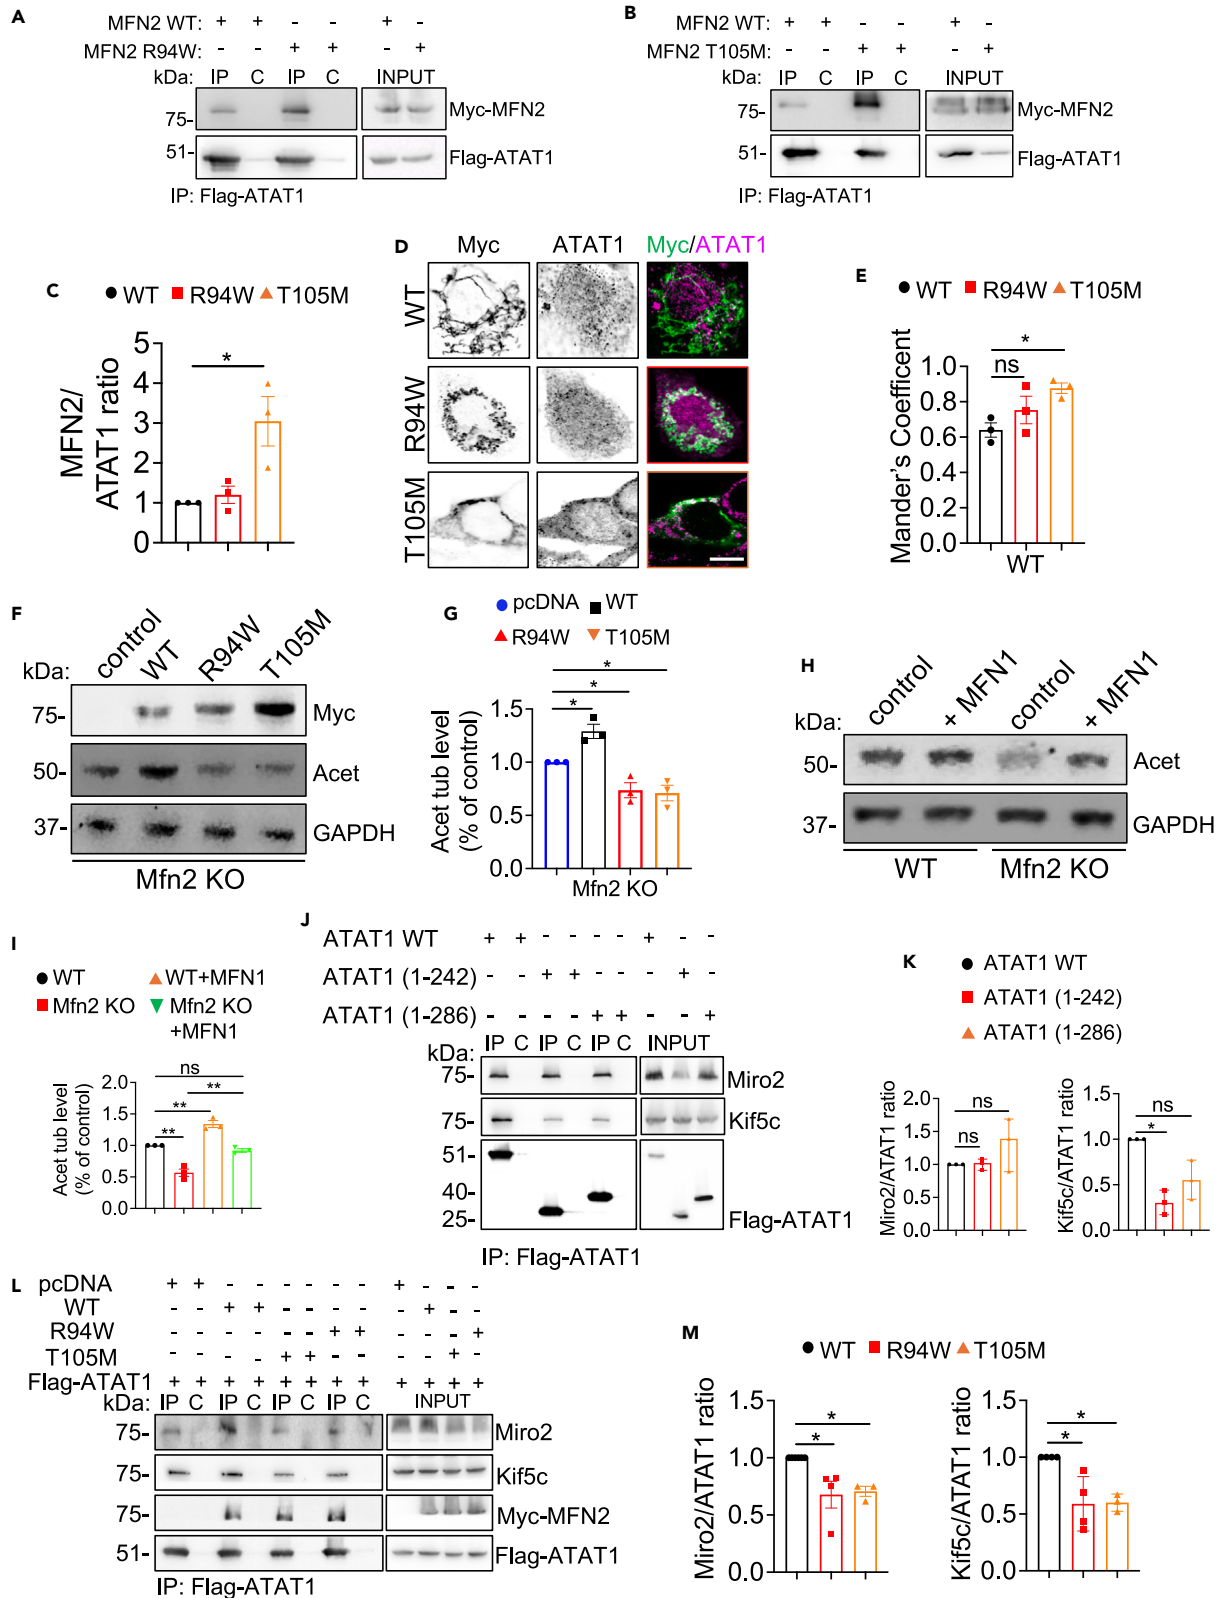 A
MFN2 WT: + + - - + -
MFN2 R94W: - - + + - +
kDa: IP C IP C INPUT
75- Myc-MFN2
51- Flag-ATAT1
IP: Flag-ATAT1
B
MFN2 WT: + + - - + -
MFN2 T105M: - - + + - +
kDa: IP C IP C INPUT
75- Myc-MFN2
51- Flag-ATAT1
IP: Flag-ATAT1
C
WT R94W T105M
MFN2/
ATAT1 ratio
5
4
3
2
1
0
*
D
Myc ATAT1 Myc/ATAT1
WT
R94W
T105M
E
WT R94W T105M
Mander's Coefficent
1.0
0.8
0.6
0.4
0.2
0.0
ns
*
WT
F
kDa: control WT R94W T105M
75- Myc
50- Acet
37- GAPDH
Mfn2 KO
G
pcDNA WT
R94W T105M
Acet tub level
(% of control)
1.5
1.0
0.5
0.0
*
*
*
Mfn2 KO
H
kDa: control + MFN1 control + MFN1
50- Acet
37- GAPDH
WT Mfn2 KO
I
WT WT+MFN1
Mfn2 KO Mfn2 KO
+MFN1
Acet tub level
(% of control)
2.0
1.5
1.0
0.5
0.0
ns
**
**
**
J
ATAT1 WT + + - - - - + - -
ATAT1 (1-242) - - + + - - - + -
ATAT1 (1-286) - - - - + + - - +
kDa: IP C IP C IP C INPUT
75- Miro2
75- Kif5c
51-
40-
25- Flag-ATAT1
IP: Flag-ATAT1
K
ATAT1 WT
ATAT1 (1-242)
ATAT1 (1-286)
Miro2/ATAT1 ratio
2.0
1.5
1.0
0.5
0.0
ns
ns
Kif5c/ATAT1 ratio
1.5
1.0
0.5
0.0
ns
*
L
pcDNA + + - - - - - - + - - -
WT - - + + - - - - - + - -
R94W - - - - - - + + - - - +
T105M - - - - + + - - - - + -
Flag-ATAT1 + + + + + + + + + + + +
kDa: IP C IP C IP C IP C INPUT
75- Miro2
75- Kif5c
Myc-MFN2
51- Flag-ATAT1
IP: Flag-ATAT1
M
WT R94W T105M
Miro2/ATAT1 ratio
1.5
1.0
0.5
0.0
*
*
Kif5c/ATAT1 ratio
1.5
1.0
0.5
0.0
*
*